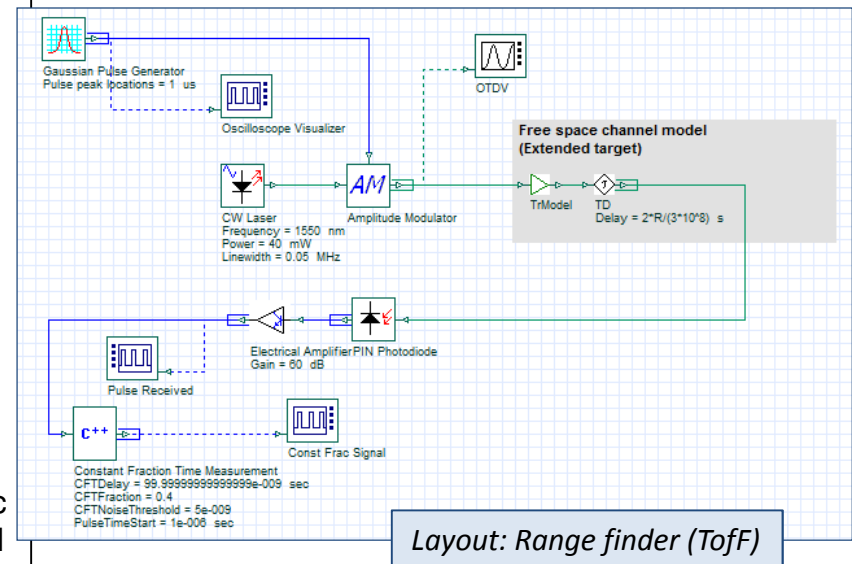 Gaussian Pulse Generator
Pulse peak locations = 1 us
Oscilloscope Visualizer
OTDV
Free space channel model
(Extended target)
AM
TrModel
TD
Delay = 2*R/(3*10^8) s
CW Laser
Frequency = 1550 nm
Power = 40 mW
Linewidth = 0.05 MHz
Amplitude Modulator
Electrical Amplifier
Gain = 60 dB
PIN Photodiode
Pulse Received
C++
Const Frac Signal
Constant Fraction Time Measurement
CFTDelay = 99.99999999999999e-009 sec
CFTFraction = 0.4
CFTNoiseThreshold = 5e-009
PulseTimeStart = 1e-006 sec
c
Layout: Range finder (TofF)